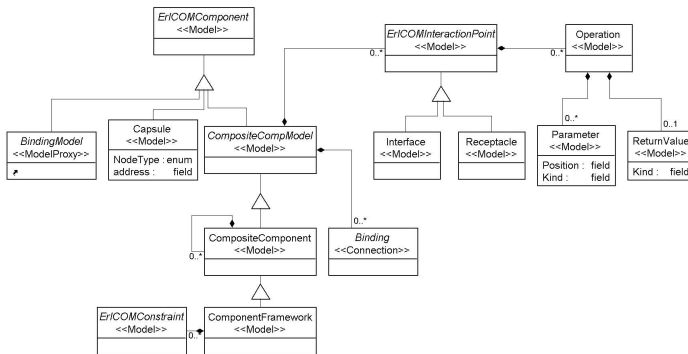 ErlCOMComponent
<<Model>>
ErlCOMInteractionPoint
<<Model>>
0..*
0..*
Operation
<<Model>>
BindingModel
<<ModelProxy>>
Capsule
<<Model>>
NodeType : enum
address : field
CompositeCompModel
<<Model>>
Interface
<<Model>>
Receptacle
<<Model>>
0..*
0..1
Parameter
<<Model>>
Position : field
Kind : field
ReturnValue
<<Model>>
Kind : field
0..*
CompositeComponent
<<Model>>
0..*
Binding
<<Connection>>
ErlCOMConstraint
<<Model>>
0..*
ComponentFramework
<<Model>>